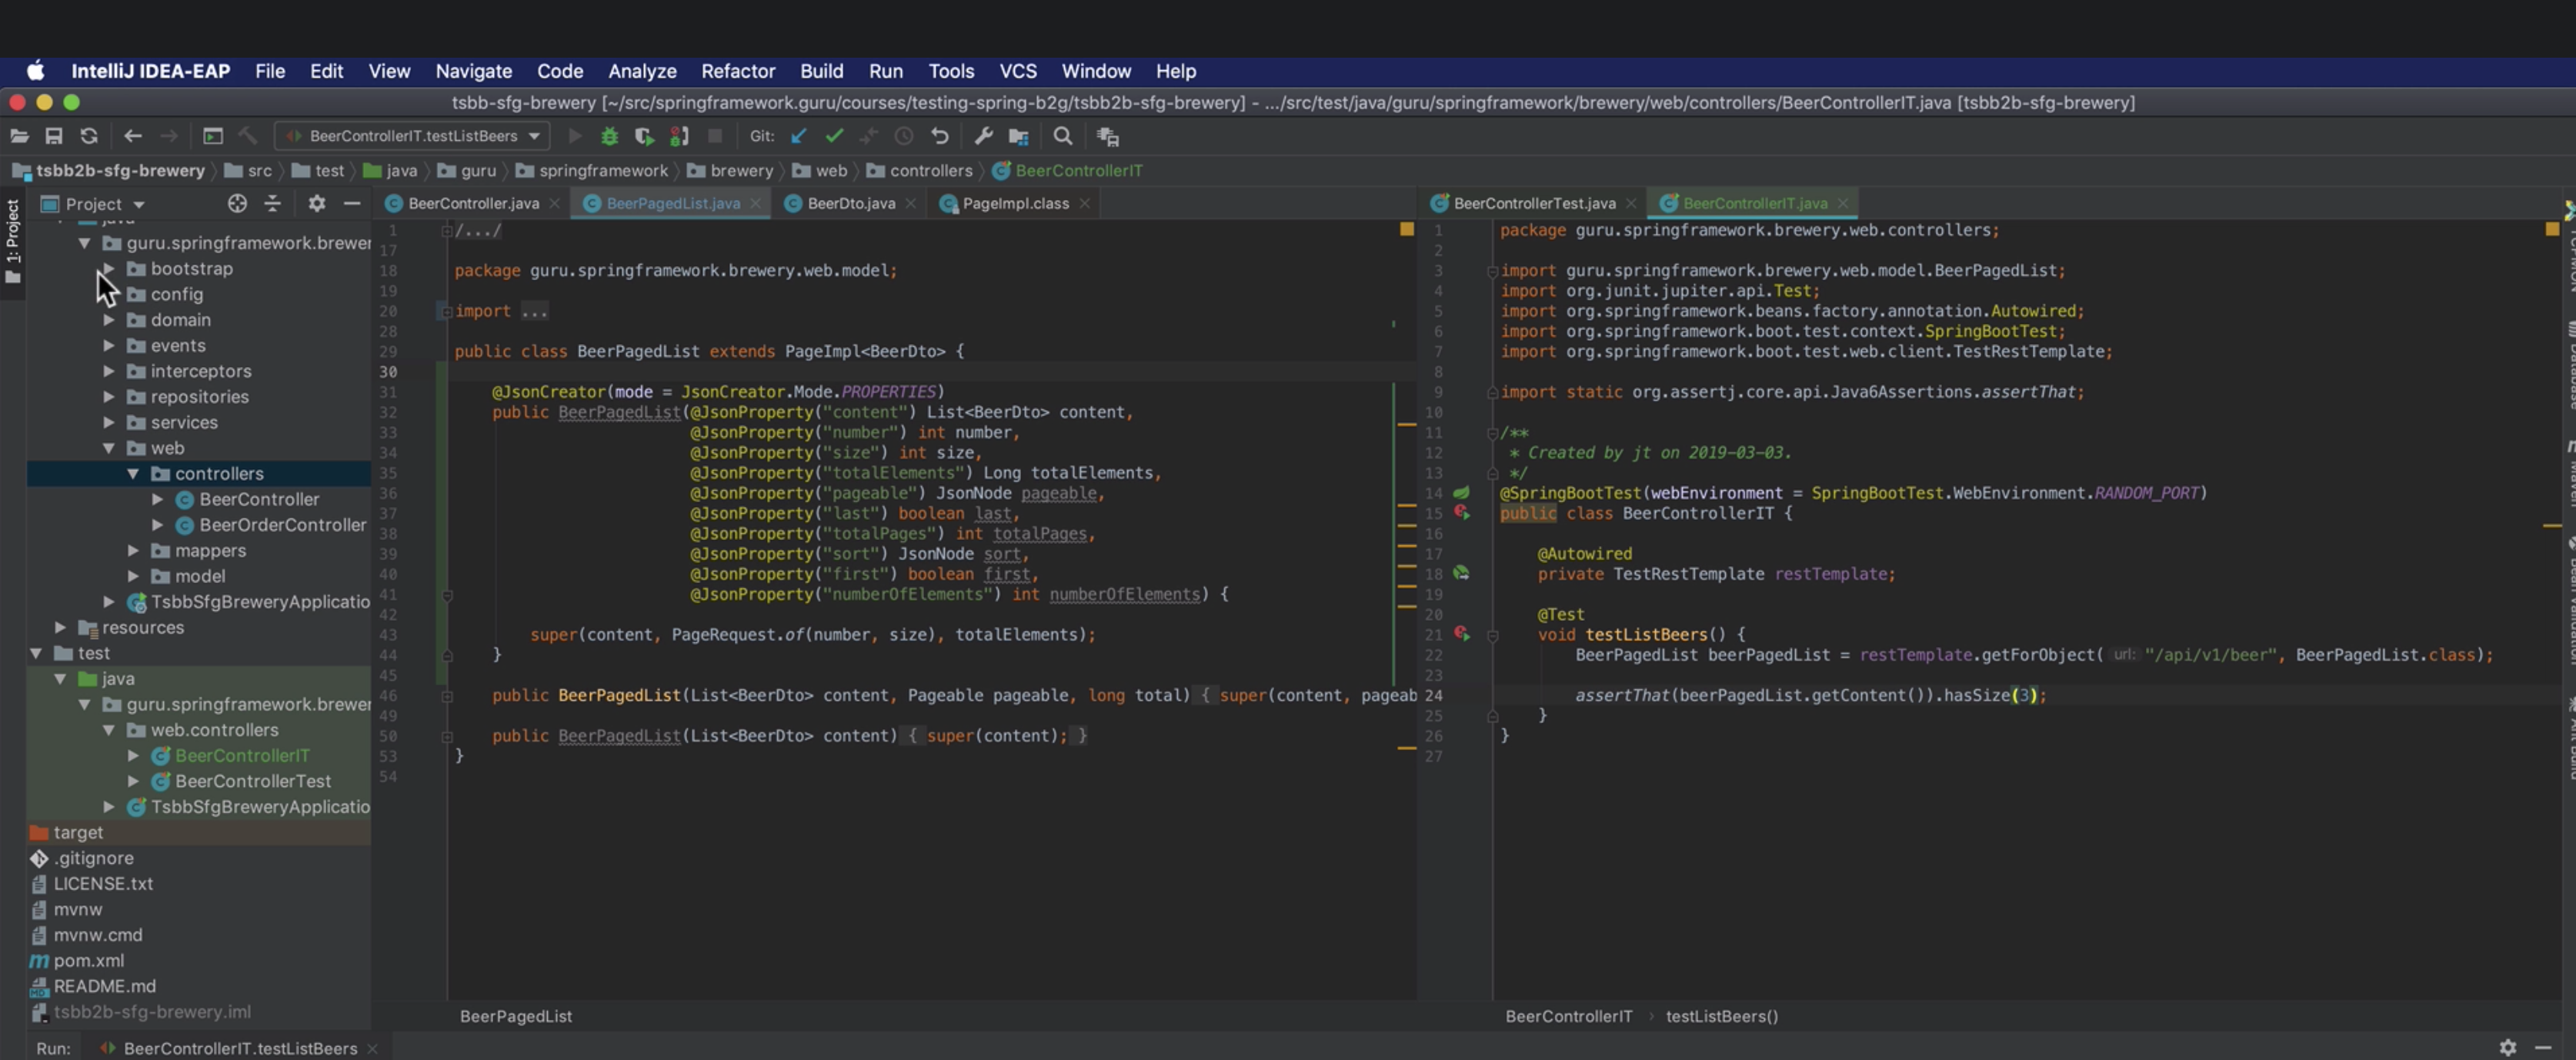 IntelliJ IDEA-EAP File Edit View Navigate Code Analyze Refactor Build Run Tools VCS Window Help
tsbb-sfg-brewery [~/src/springframework.guru/courses/testing-spring-b2g/tsbb2b-sfg-brewery] - .../src/test/java/guru/springframework/brewery/web/controllers/BeerControllerIT.java [tsbb2b-sfg-brewery]
BeerControllerIT.testListBeers Git:
tsbb2b-sfg-brewery src test java guru springframework brewery web controllers BeerControllerIT
1: Project
Project
java
guru.springframework.brewer
bootstrap
config
domain
events
interceptors
repositories
services
web
controllers
BeerController
BeerOrderController
mappers
model
TsbbSfgBreweryApplicatio
resources
test
java
guru.springframework.brewer
web.controllers
BeerControllerIT
BeerControllerTest
TsbbSfgBreweryApplicatio
target
.gitignore
LICENSE.txt
mvnw
mvnw.cmd
pom.xml
README.md
tsbb2b-sfg-brewery.iml
BeerController.java BeerPagedList.java BeerDto.java PageImpl.class
1 /.../
17
18 package guru.springframework.brewery.web.model;
19
20 import ...
28
29 public class BeerPagedList extends PageImpl<BeerDto> {
30
31 @JsonCreator(mode = JsonCreator.Mode.PROPERTIES)
32 public BeerPagedList(@JsonProperty("content") List<BeerDto> content,
33 @JsonProperty("number") int number,
34 @JsonProperty("size") int size,
35 @JsonProperty("totalElements") Long totalElements,
36 @JsonProperty("pageable") JsonNode pageable,
37 @JsonProperty("last") boolean last,
38 @JsonProperty("totalPages") int totalPages,
39 @JsonProperty("sort") JsonNode sort,
40 @JsonProperty("first") boolean first,
41 @JsonProperty("numberOfElements") int numberOfElements) {
42
43 super(content, PageRequest.of(number, size), totalElements);
44 }
45
46 public BeerPagedList(List<BeerDto> content, Pageable pageable, long total) { super(content, pageab
49
50 public BeerPagedList(List<BeerDto> content) { super(content); }
53 }
54
BeerPagedList
BeerControllerTest.java BeerControllerIT.java
1 package guru.springframework.brewery.web.controllers;
2
3 import guru.springframework.brewery.web.model.BeerPagedList;
4 import org.junit.jupiter.api.Test;
5 import org.springframework.beans.factory.annotation.Autowired;
6 import org.springframework.boot.test.context.SpringBootTest;
7 import org.springframework.boot.test.web.client.TestRestTemplate;
8
9 import static org.assertj.core.api.Java6Assertions.assertThat;
10
11 /**
12 * Created by jt on 2019-03-03.
13 */
14 @SpringBootTest(webEnvironment = SpringBootTest.WebEnvironment.RANDOM_PORT)
15 public class BeerControllerIT {
16
17 @Autowired
18 private TestRestTemplate restTemplate;
19
20 @Test
21 void testListBeers() {
22 BeerPagedList beerPagedList = restTemplate.getForObject( url: "/api/v1/beer", BeerPagedList.class);
23
24 assertThat(beerPagedList.getContent()).hasSize(3);
25 }
26 }
27
BeerControllerIT › testListBeers()
Run: BeerControllerIT.testListBeers